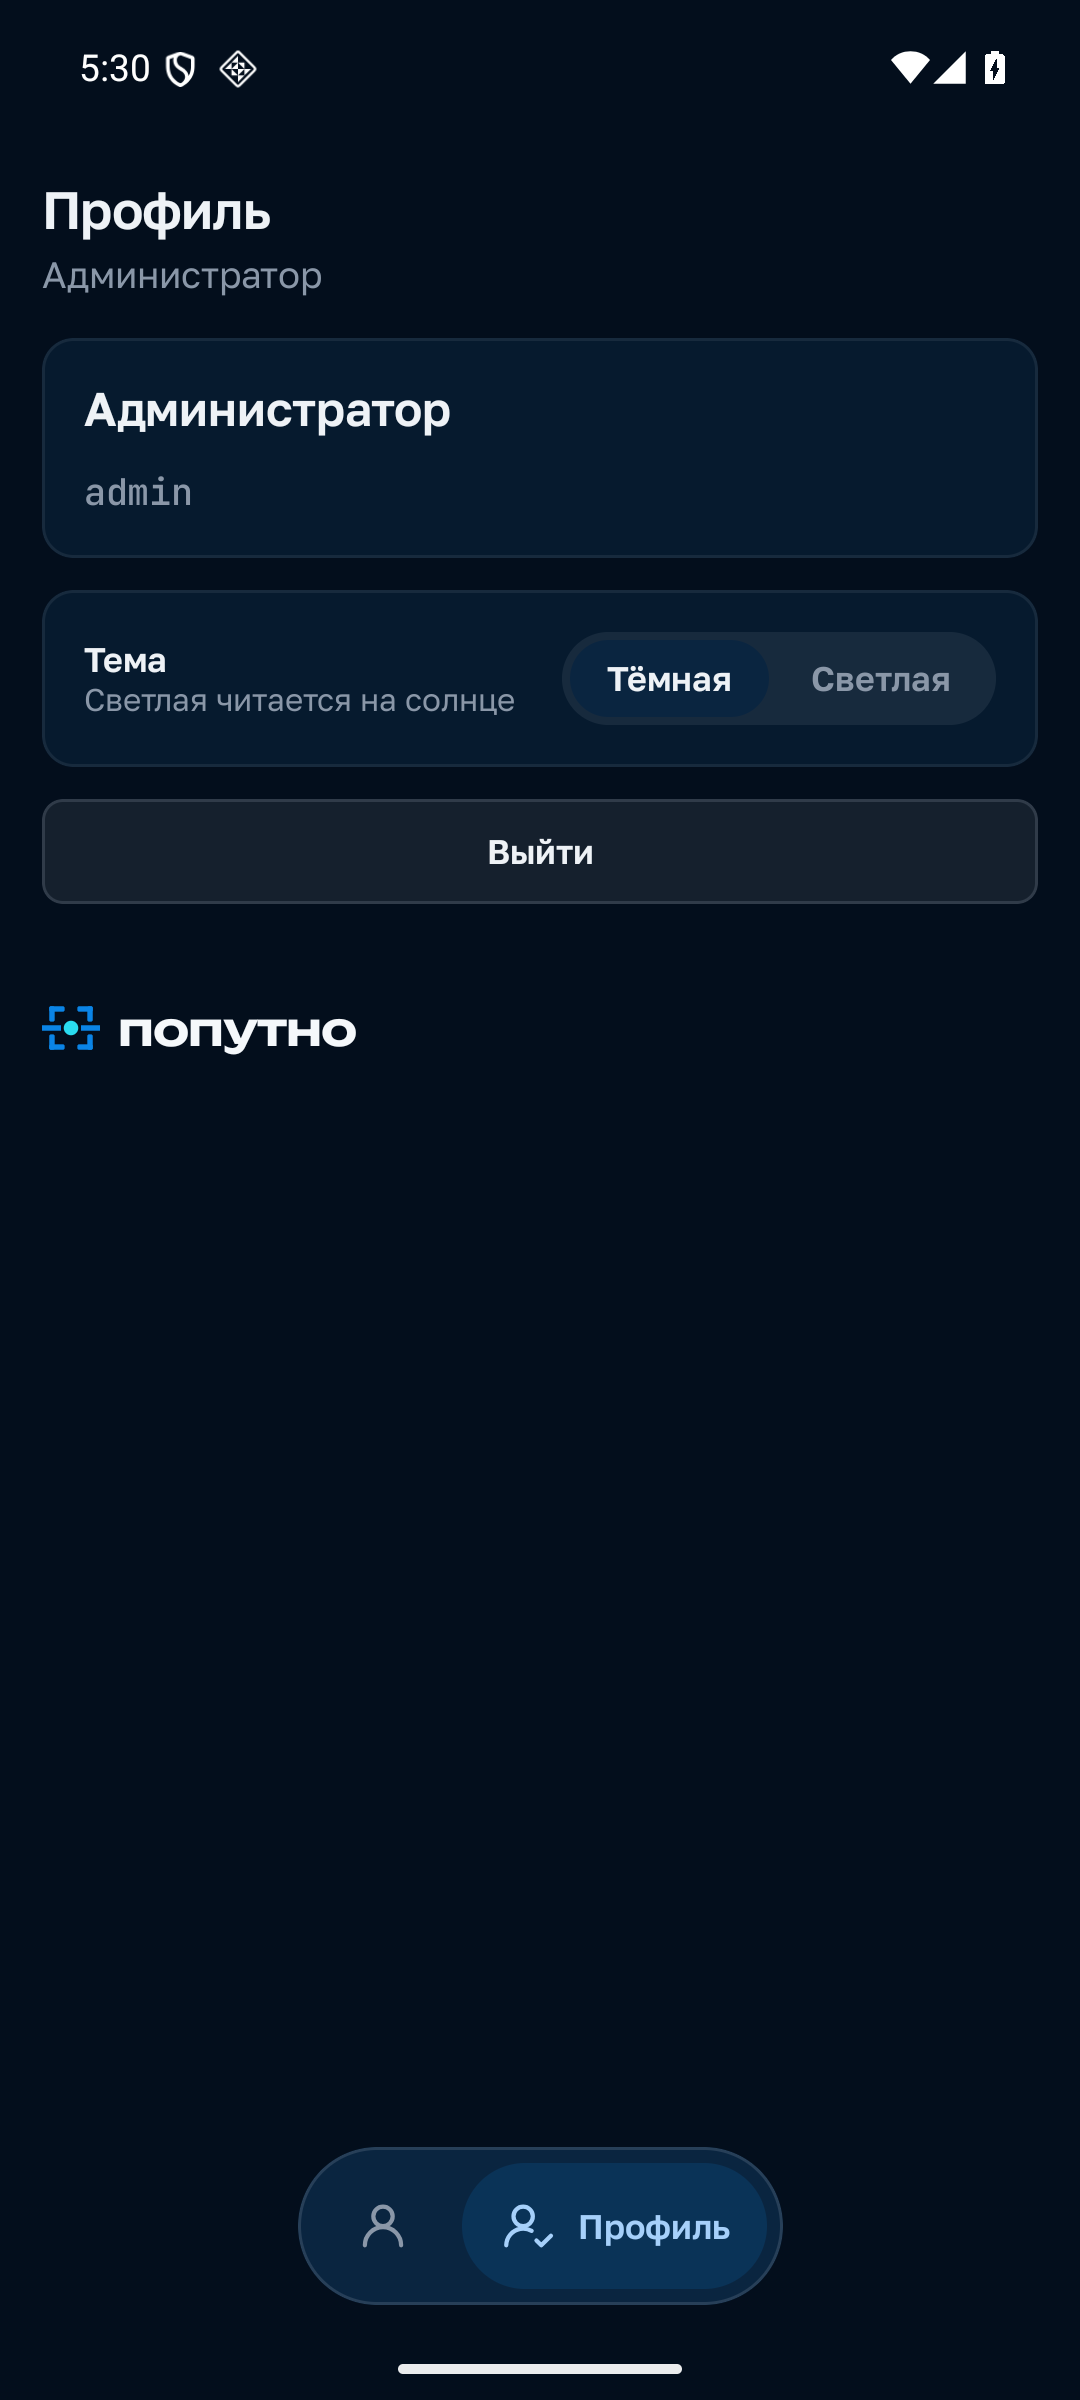 5:30
Профиль
Администратор
Администратор
admin
Тема
Светлая читается на солнце
Тёмная
Светлая
Выйти
попутно
Профиль